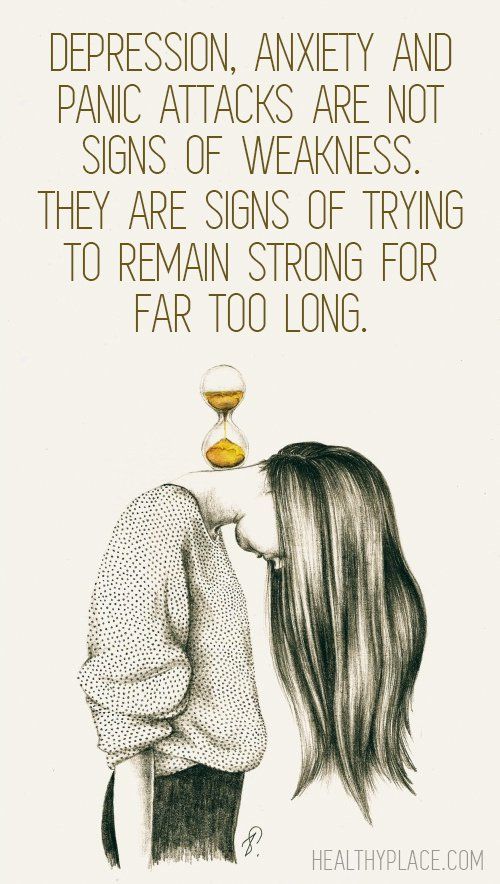 DEPRESSION, ANXIETY AND
PANIC ATTACKS ARE NOT
SIGNS OF WEAKNESS.
THEY ARE SIGNS OF TRYING
TO REMAIN STRONG FOR
FAR TOO LONG.
HEALTHYPLACE.COM